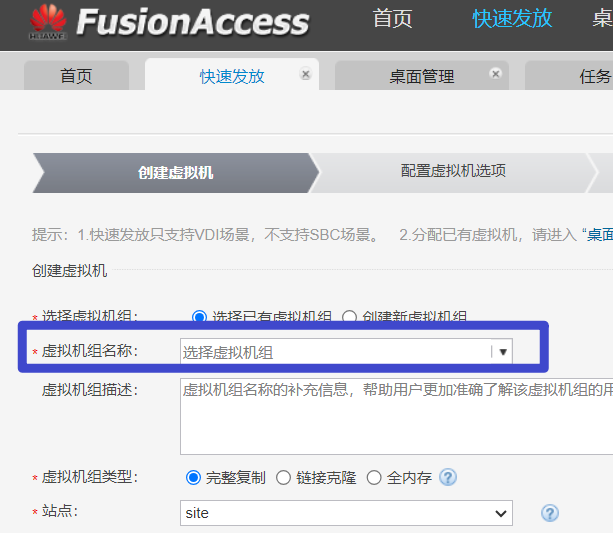 HUAWEI FusionAccess 首页 快速发放 桌
首页 快速发放 桌面管理 任务
创建虚拟机 配置虚拟机选项
提示：1.快速发放只支持VDI场景，不支持SBC场景。 2.分配已有虚拟机，请进入 “桌面
创建虚拟机
* 选择虚拟机组： 选择已有虚拟机组 创建新虚拟机组
* 虚拟机组名称： 选择虚拟机组
虚拟机组描述： 虚拟机组名称的补充信息，帮助用户更加准确了解该虚拟机组的用
* 虚拟机组类型： 完整复制 链接克隆 全内存 ?
* 站点： site ?